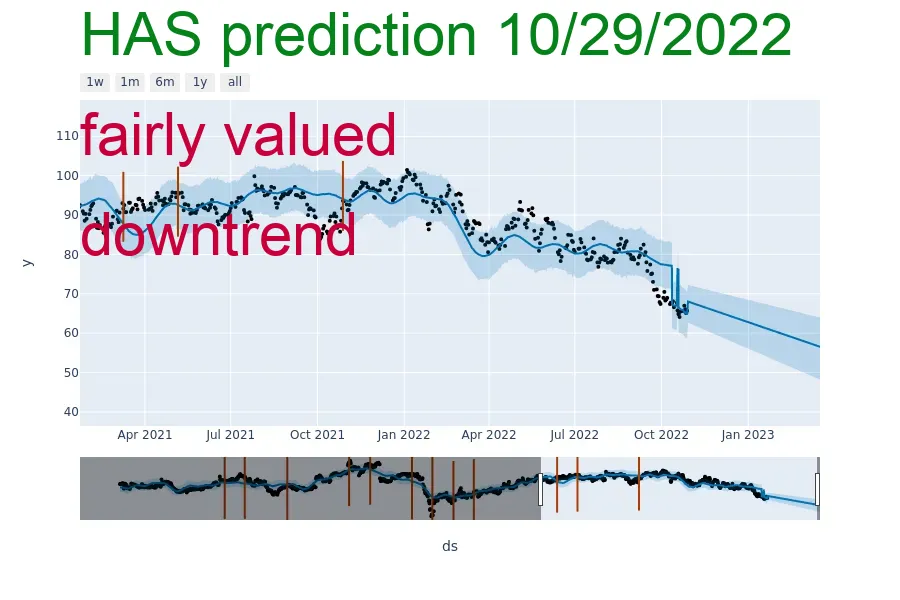 HAS prediction 10/29/2022
1w 1m 6m 1y all
fairly valued
downtrend
110
100
90
80
70
60
50
40
y
Apr 2021 Jul 2021 Oct 2021 Jan 2022 Apr 2022 Jul 2022 Oct 2022 Jan 2023
ds